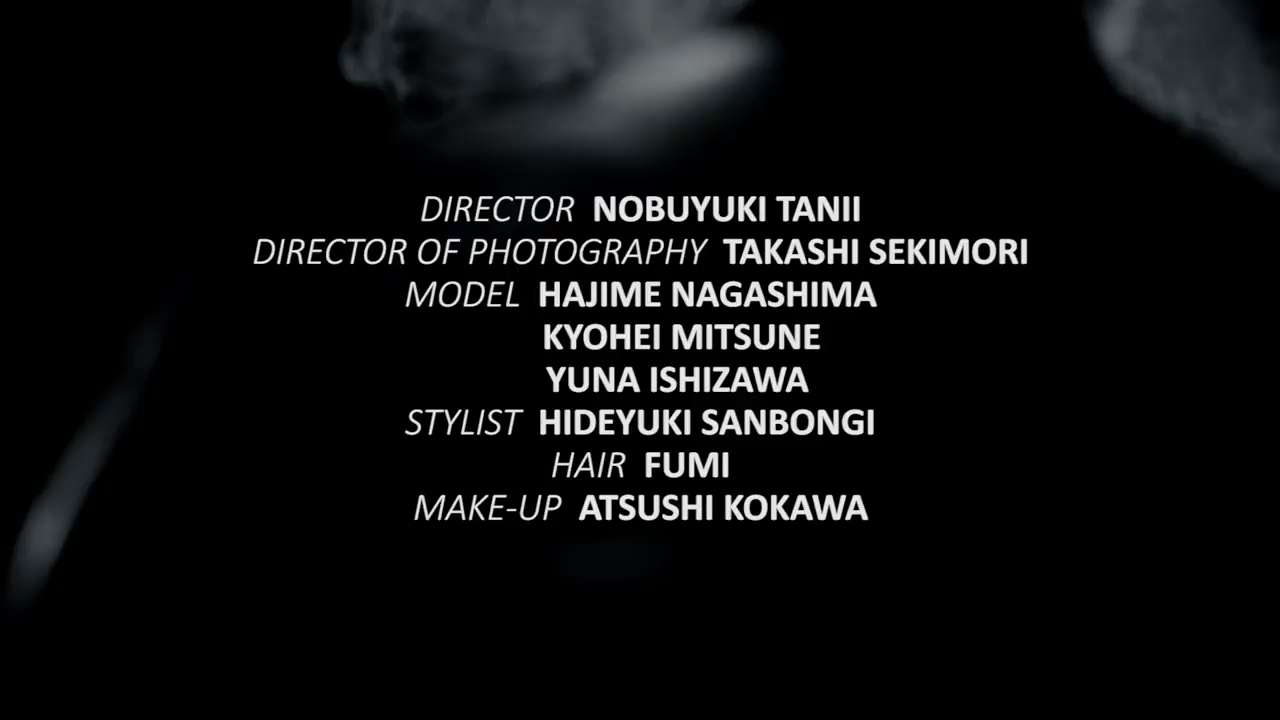 DIRECTOR NOBUYUKI TANII
DIRECTOR OF PHOTOGRAPHY TAKASHI SEKIMORI
MODEL HAJIME NAGASHIMA
KYOHEI MITSUNE
YUNA ISHIZAWA
STYLIST HIDEYUKI SANBONGI
HAIR FUMI
MAKE-UP ATSUSHI KOKAWA